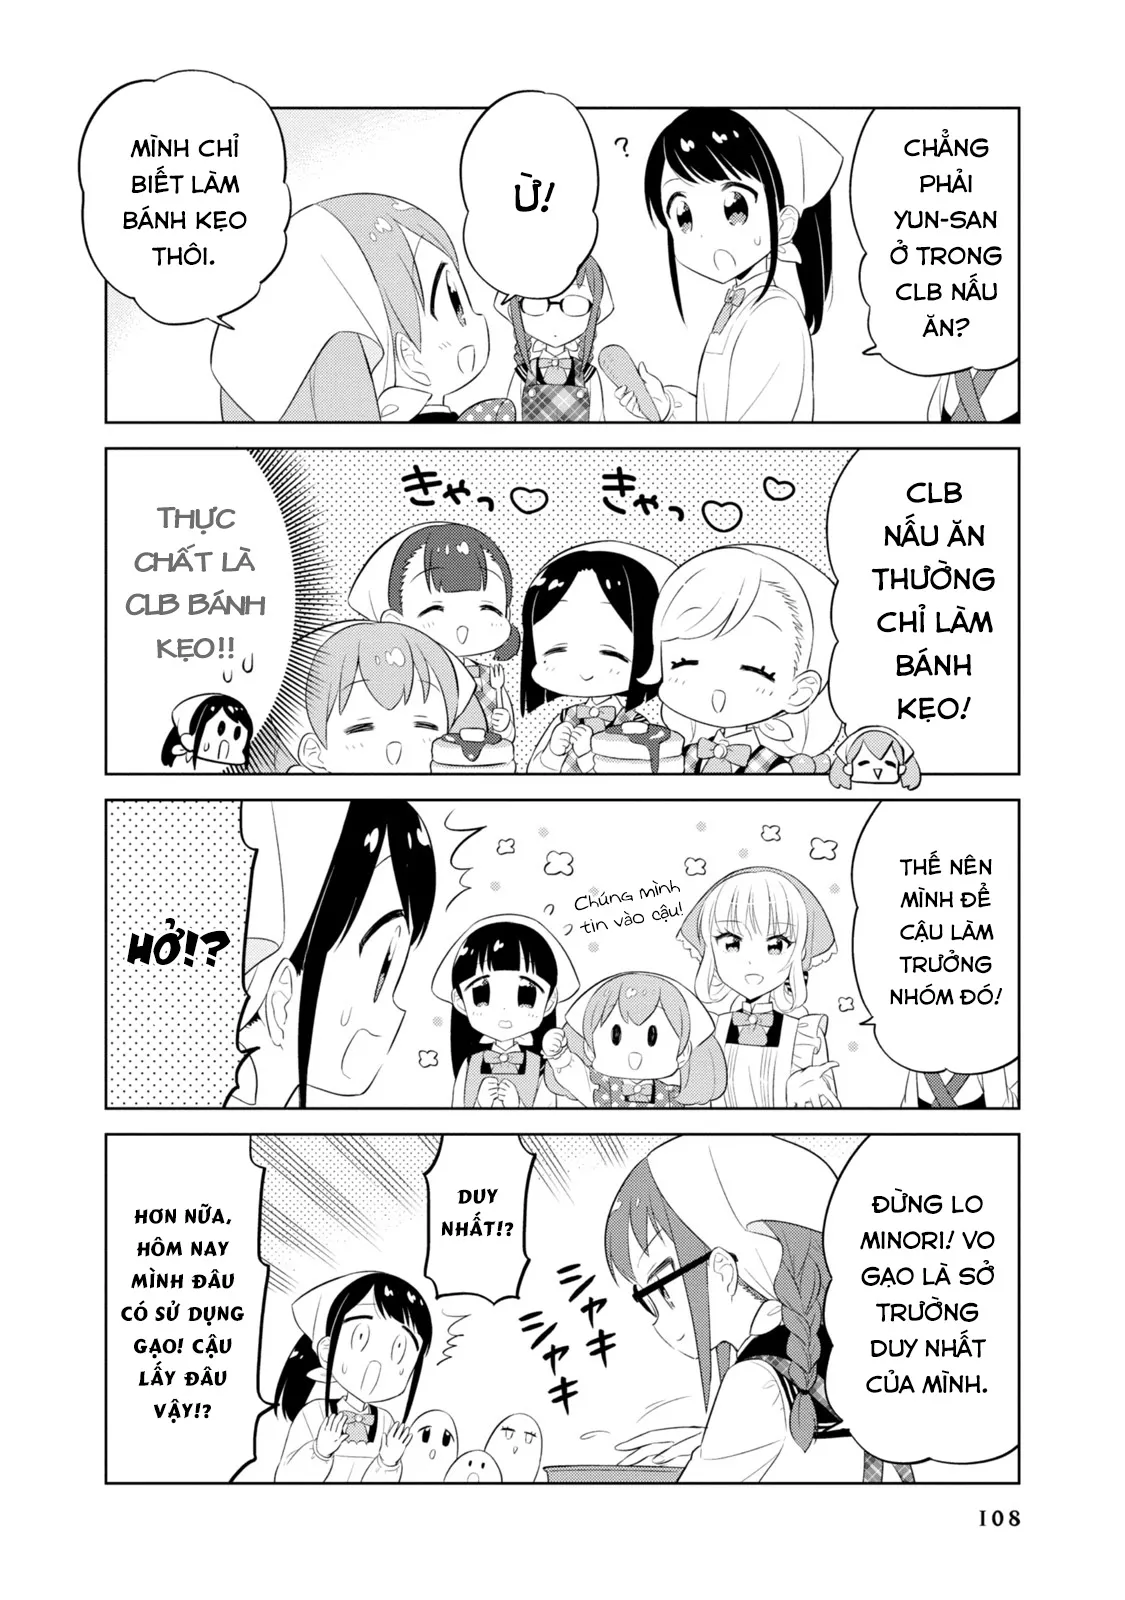 CHẲNG
PHẢI
YUN-SAN
Ở TRONG
CLB NẤU
ĂN?
?
Ừ!
MÌNH CHỈ
BIẾT LÀM
BÁNH KẸO
THÔI.
CLB
NẤU ĂN
THƯỜNG
CHỈ LÀM
BÁNH
KẸO!
きゃっ
きゃっ
THỰC
CHẤT LÀ
CLB BÁNH
KẸO!!
THẾ NÊN
MÌNH ĐỂ
CẬU LÀM
TRƯỞNG
NHÓM ĐÓ!
Chúng mình
tin vào cậu!
HỞ!?
ĐỪNG LO
MINORI! VO
GẠO LÀ SỞ
TRƯỜNG
DUY NHẤT
CỦA MÌNH.
シャキ
シャキ
DUY
NHẤT!?
HƠN NỮA,
HÔM NAY
MÌNH ĐÂU
CÓ SỬ DỤNG
GẠO! CẬU
LẤY ĐÂU
VẬY!?
108